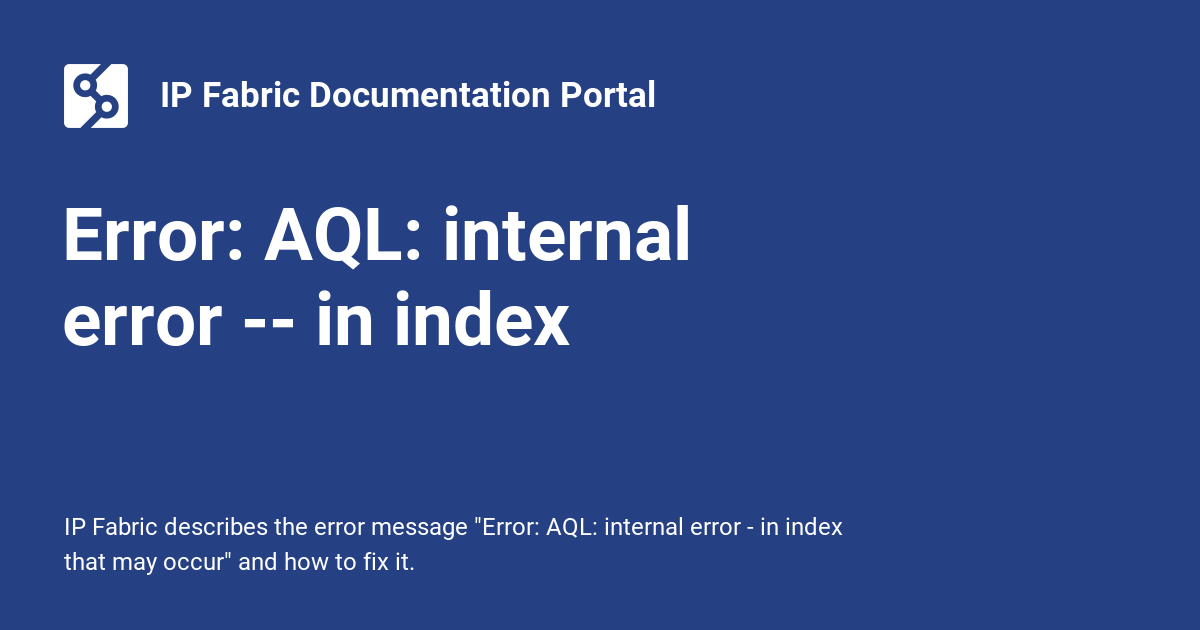 IP Fabric Documentation Portal
Error: AQL: internal
error -- in index
IP Fabric describes the error message "Error: AQL: internal error - in index
that may occur" and how to fix it.